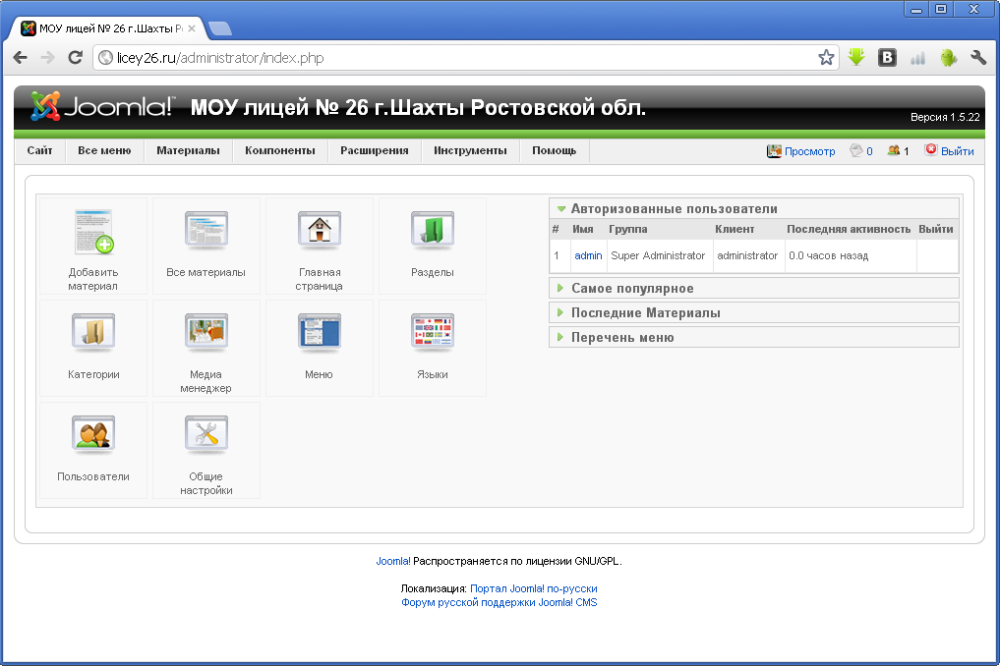 МОУ лицей № 26 г.Шахты Р
licey26.ru/administrator/index.php
Joomla!™ МОУ лицей № 26 г.Шахты Ростовской обл.
Версия 1.5.22
Сайт Все меню Материалы Компоненты Расширения Инструменты Помощь Просмотр 0 1 Выйти
Добавить
материал
Все материалы
Главная
страница
Разделы
Категории
Медиа
менеджер
Меню
Языки
Пользователи
Общие
настройки
Авторизованные пользователи
# Имя Группа Клиент Последняя активность Выйти
1 admin Super Administrator administrator 0.0 часов назад
Самое популярное
Последние Материалы
Перечень меню
Joomla! Распространяется по лицензии GNU/GPL.
Локализация: Портал Joomla! по-русски
Форум русской поддержки Joomla! CMS